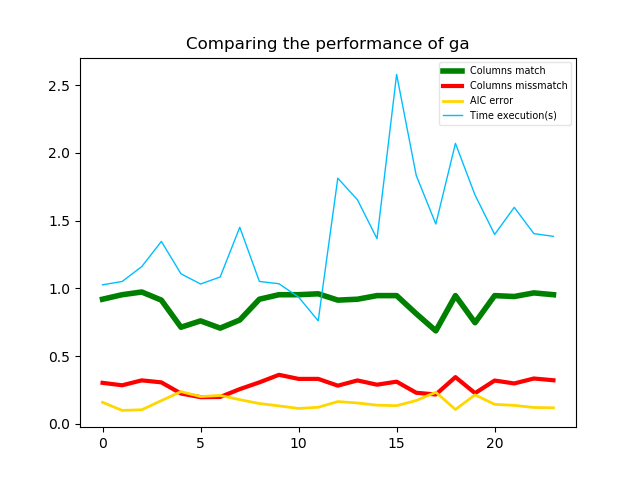 Comparing the performance of ga
Columns match
Columns missmatch
AIC error
Time execution(s)
2.5
2.0
1.5
1.0
0.5
0.0
0 5 10 15 20